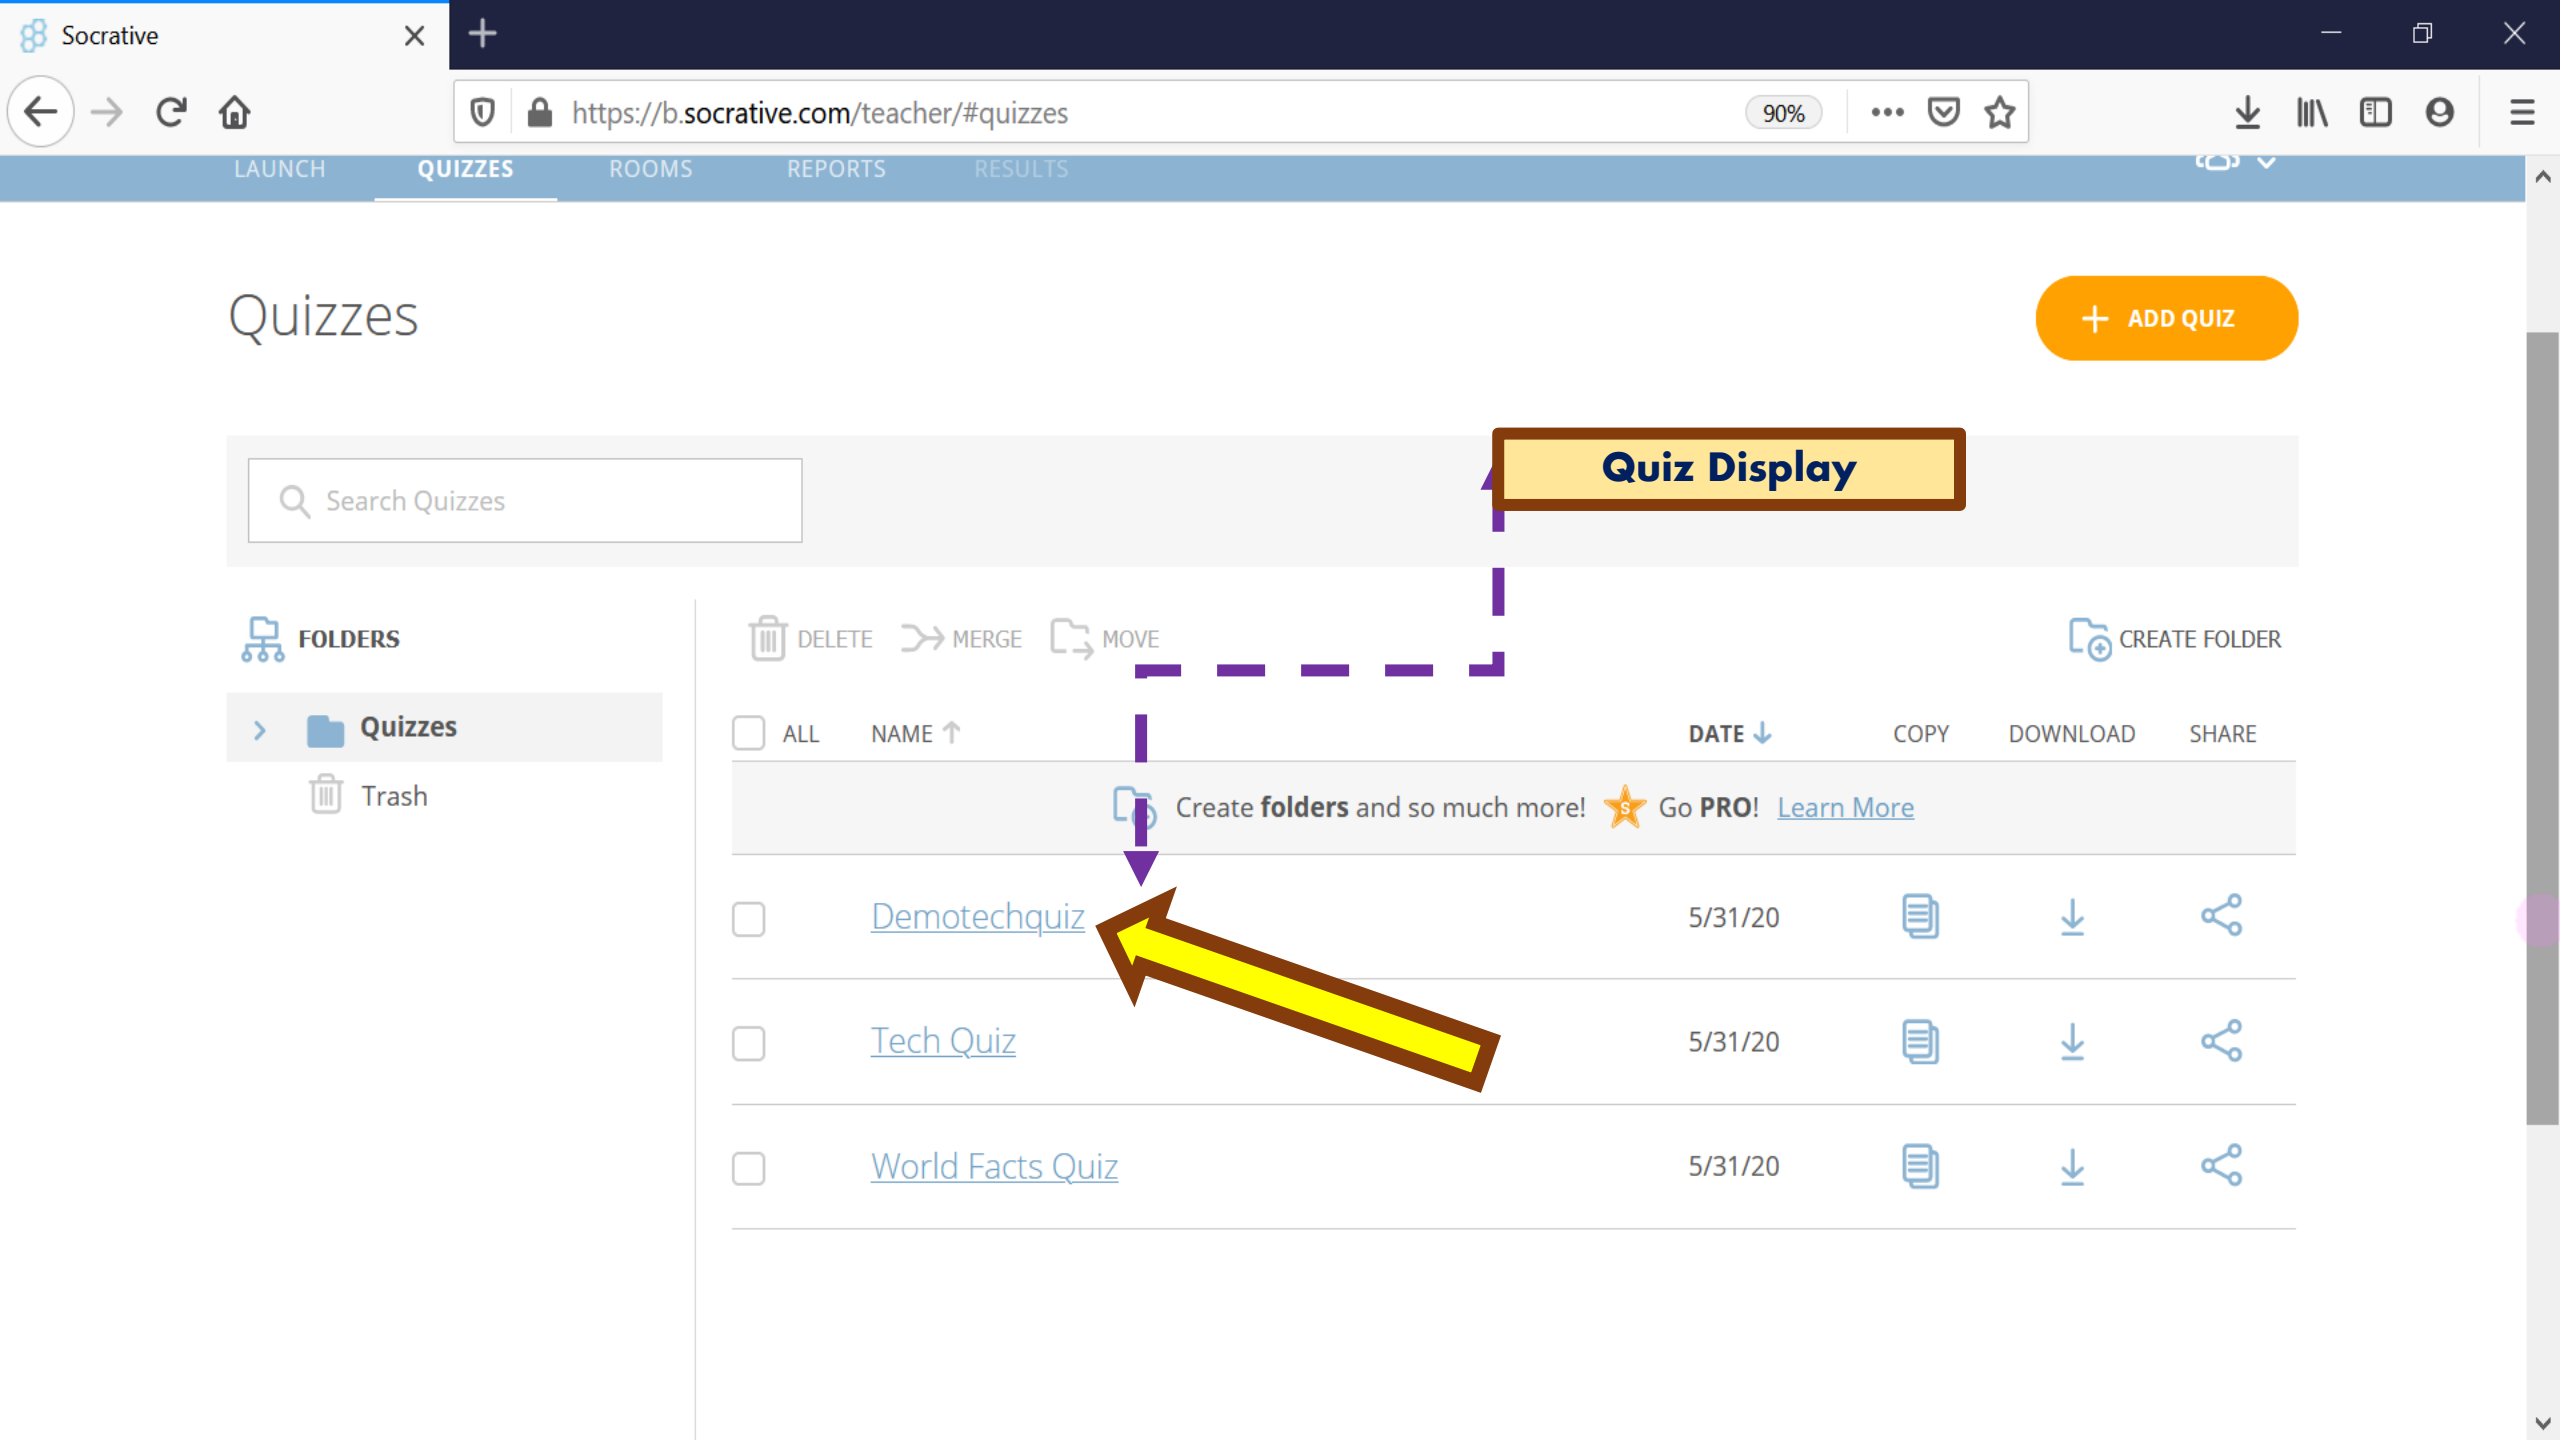 Socrative
https://b.socrative.com/teacher/#quizzes
90%
LAUNCH QUIZZES ROOMS REPORTS RESULTS
Quizzes
+ ADD QUIZ
Quiz Display
Search Quizzes
FOLDERS
DELETE MERGE MOVE
CREATE FOLDER
Quizzes
Trash
ALL NAME DATE COPY DOWNLOAD SHARE
Create folders and so much more! Go PRO! Learn More
Demotechquiz 5/31/20
Tech Quiz 5/31/20
World Facts Quiz 5/31/20